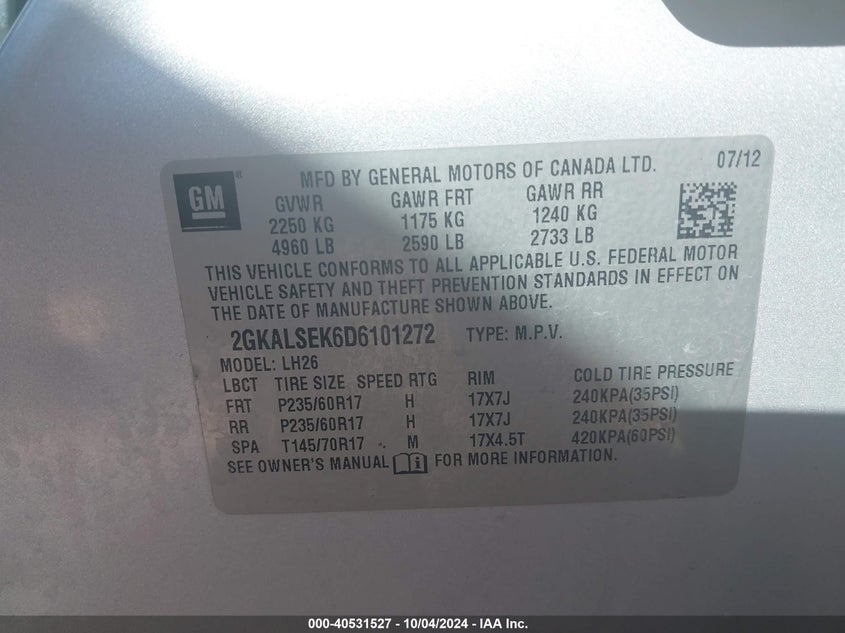 GM ®
MFD BY GENERAL MOTORS OF CANADA LTD. 07/12
GVWR GAWR FRT GAWR RR
2250 KG 1175 KG 1240 KG
4960 LB 2590 LB 2733 LB
THIS VEHICLE CONFORMS TO ALL APPLICABLE U.S. FEDERAL MOTOR
VEHICLE SAFETY AND THEFT PREVENTION STANDARDS IN EFFECT ON
THE DATE OF MANUFACTURE SHOWN ABOVE.
2GKALSEK6D6101272 TYPE: M.P.V.
MODEL: LH26
LBCT TIRE SIZE SPEED RTG RIM COLD TIRE PRESSURE
FRT P235/60R17 H 17X7J 240KPA(35PSI)
RR P235/60R17 H 17X7J 240KPA(35PSI)
SPA T145/70R17 M 17X4.5T 420KPA(60PSI)
SEE OWNER'S MANUAL i FOR MORE INFORMATION.
000-40531527 - 10/04/2024 - IAA Inc.